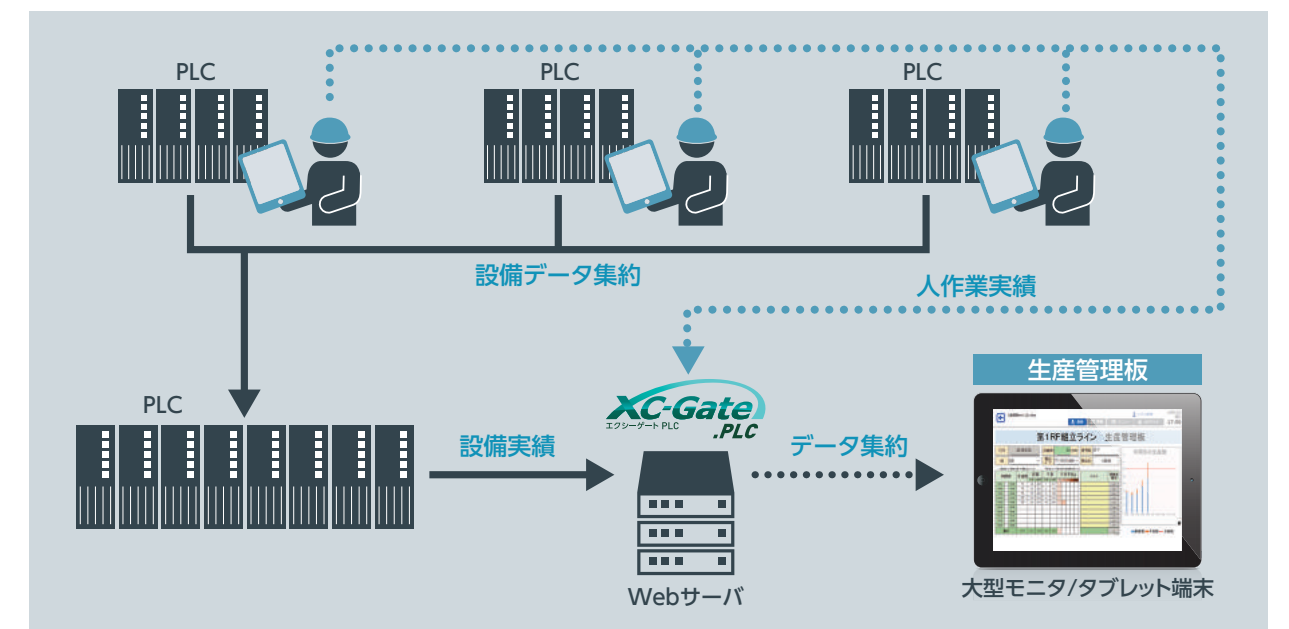 PLC
PLC
PLC
設備データ集約
人作業実績
PLC
設備実績
XC-Gate
エクシーゲート PLC
.PLC
データ集約
生産管理板
第1RF組立ライン 生産管理板
17:00
Webサーバ
大型モニタ/タブレット端末